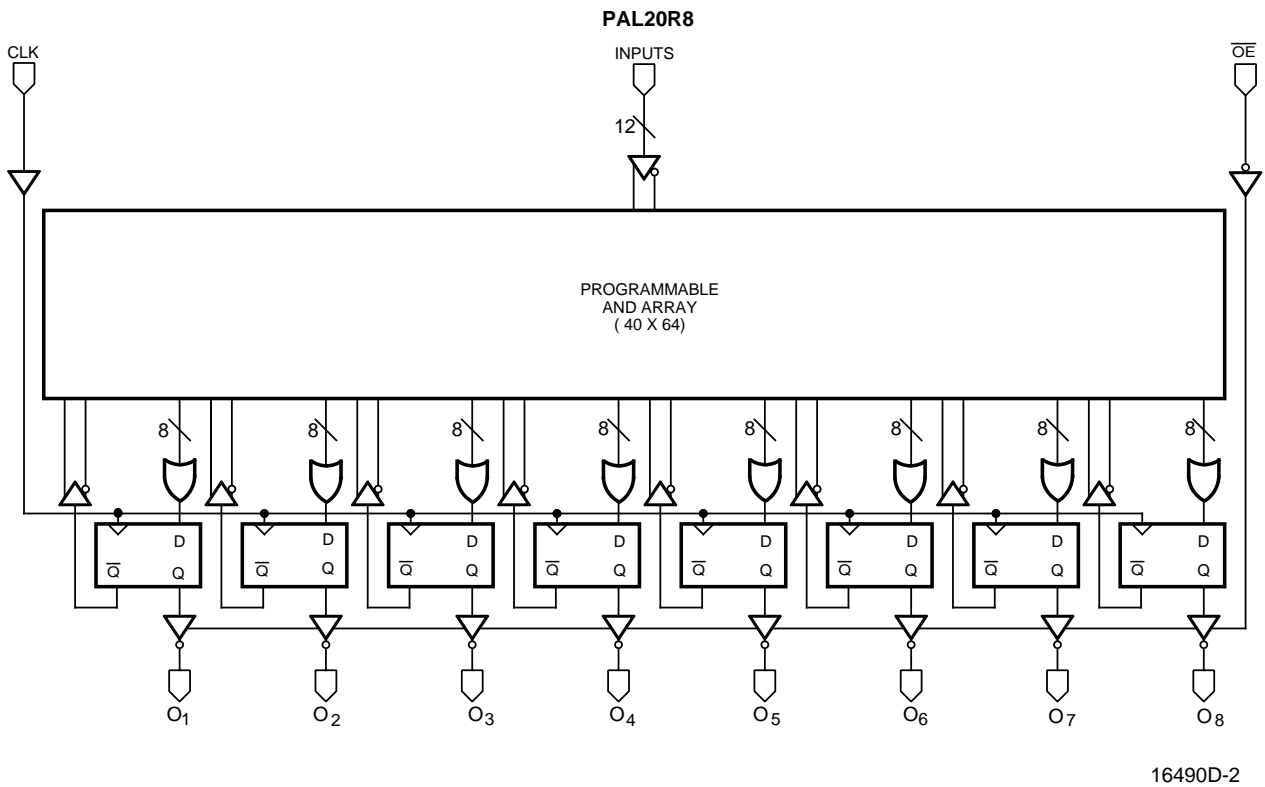 PAL20R8
CLK
INPUTS
OE
12
PROGRAMMABLE
AND ARRAY
( 40 X 64)
8 8 8 8 8 8 8 8
D D D D D D D D
Q Q Q Q Q Q Q Q Q Q Q Q Q Q Q Q
O1 O2 O3 O4 O5 O6 O7 O8
16490D-2